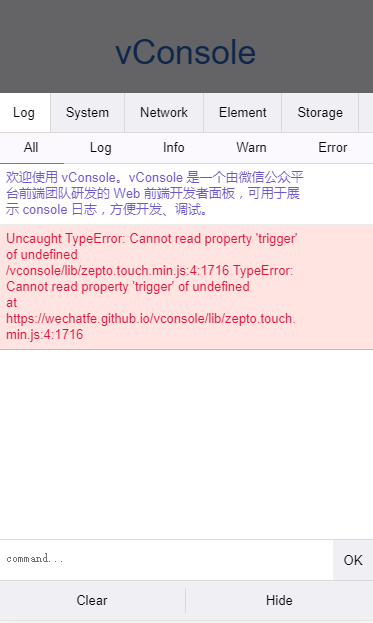 vConsole
Log System Network Element Storage
All Log Info Warn Error
欢迎使用 vConsole。vConsole 是一个由微信公众平
台前端团队研发的 Web 前端开发者面板，可用于展
示 console 日志，方便开发、调试。
Uncaught TypeError: Cannot read property 'trigger'
of undefined
/vconsole/lib/zepto.touch.min.js:4:1716 TypeError:
Cannot read property 'trigger' of undefined
at
https://wechatfe.github.io/vconsole/lib/zepto.touch.
min.js:4:1716
command... OK
Clear Hide